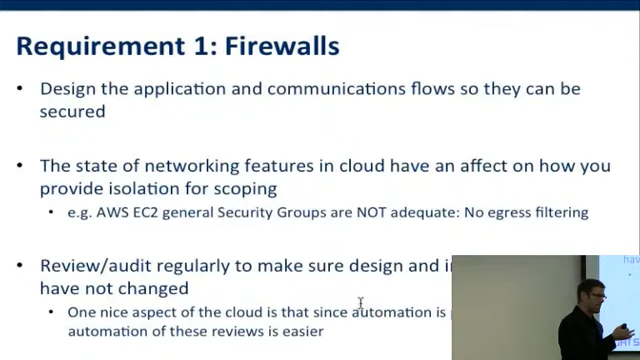 Requirement 1: Firewalls
• Design the application and communications flows so they can be
secured
• The state of networking features in cloud have an affect on how you
provide isolation for scoping
• e.g. AWS EC2 general Security Groups are NOT adequate: No egress filtering
• Review/audit regularly to make sure design and
have not changed
• One nice aspect of the cloud is that since automation is
automation of these reviews is easier
hav